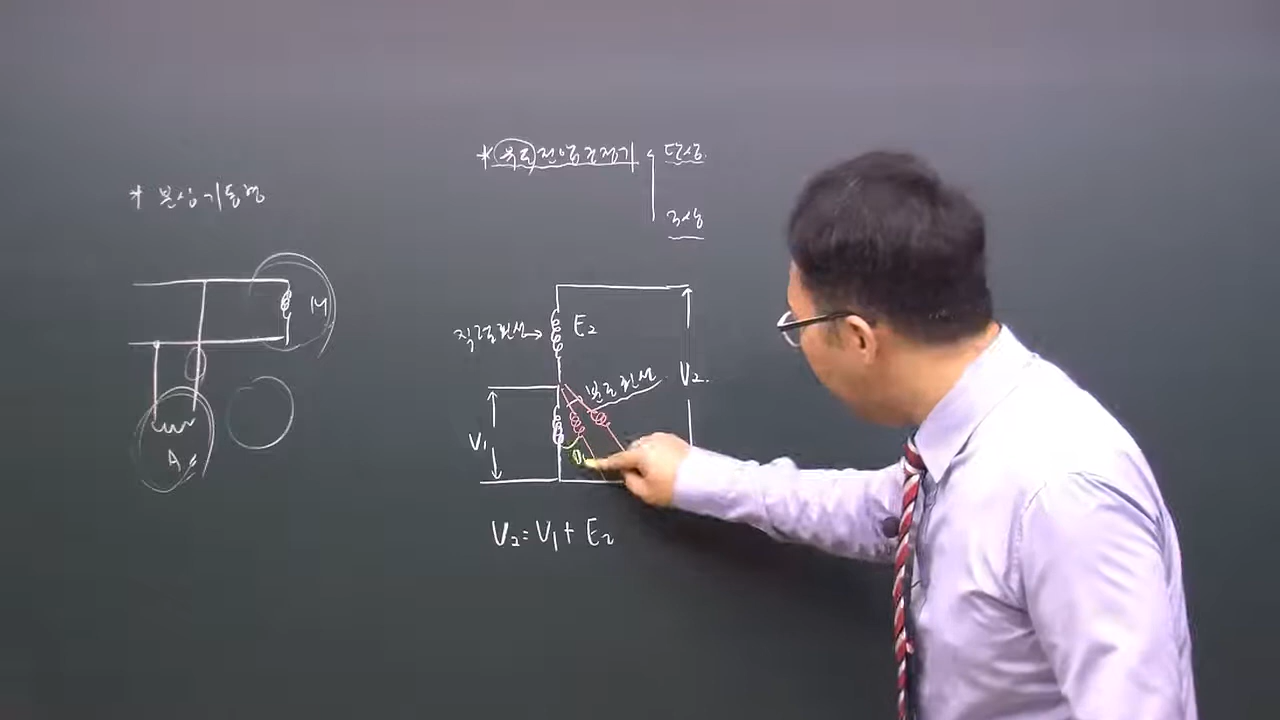 * 분상기동형
M
A
* 유도전압조정기
단상
3상
직렬권선→ E₂
분로권선
V₁
V₂
θ₁
V₂=V₁+E₂